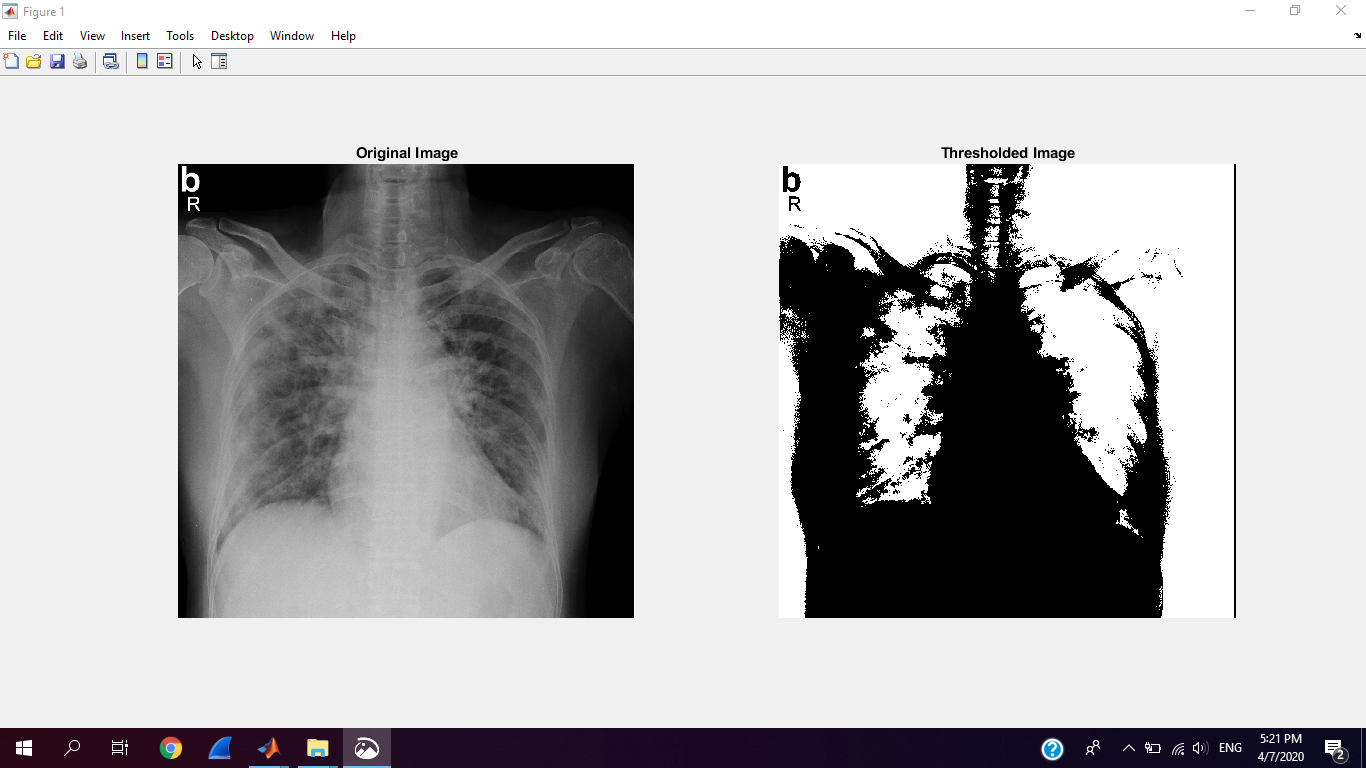 Figure 1
File Edit View Insert Tools Desktop Window Help
Original Image
Thresholded Image
b
R
b
R
ENG
5:21 PM
4/7/2020
2